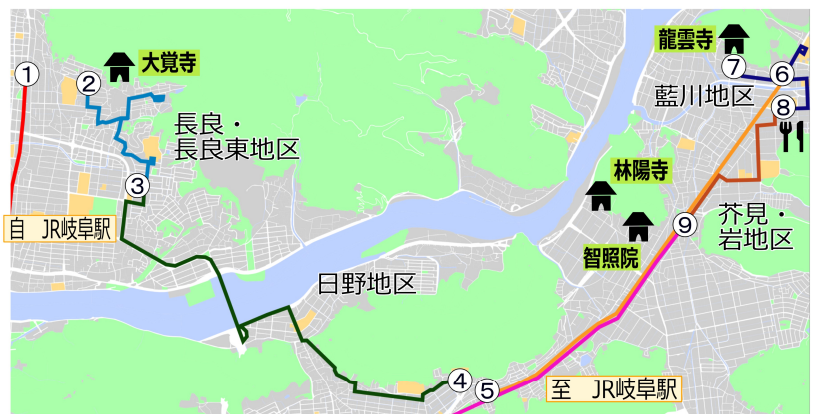 ①
②
大覚寺
長良・
長良東地区
③
自　JR岐阜駅
日野地区
④
⑤
至　JR岐阜駅
龍雲寺
⑦
⑥
藍川地区
⑧
林陽寺
智照院
⑨
芥見・
岩地区